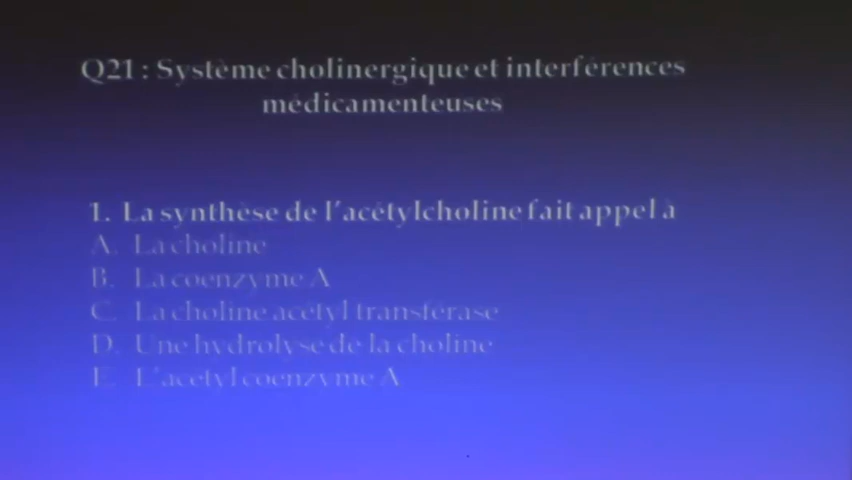 Q21 : Système cholinergique et interférences
médicamenteuses
1. La synthèse de l'acétylcholine fait appel à
A. La choline
B. La coenzyme A
C. La choline acétyl transférase
D. Une hydrolyse de la choline
E. L'acetyl coenzyme A